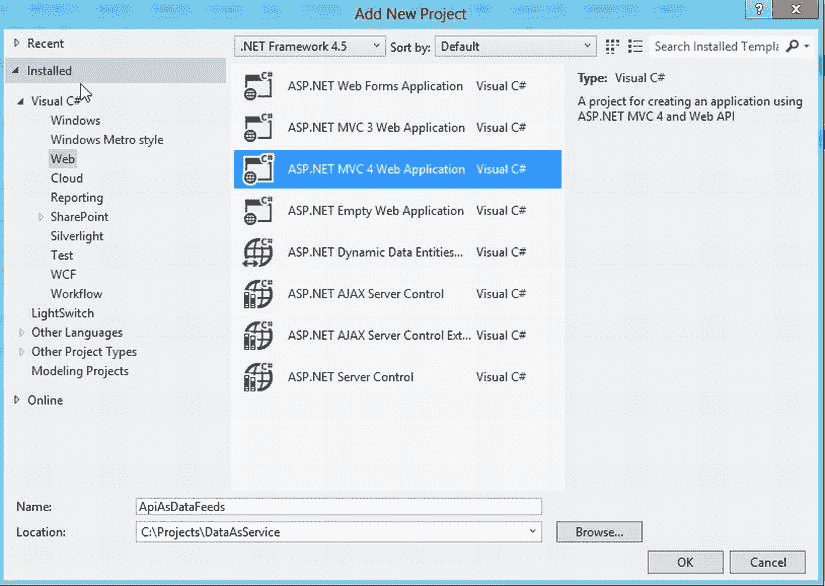 Add New Project
?
x
Recent
Installed
Visual C#
Windows
Windows Metro style
Web
Cloud
Reporting
SharePoint
Silverlight
Test
WCF
Workflow
LightSwitch
Other Languages
Other Project Types
Modeling Projects
Online
.NET Framework 4.5
Sort by:
Default
Search Installed Templa
C# ASP.NET Web Forms Application Visual C#
C# ASP.NET MVC 3 Web Application Visual C#
C# ASP.NET MVC 4 Web Application Visual C#
C# ASP.NET Empty Web Application Visual C#
C# ASP.NET Dynamic Data Entities... Visual C#
C# ASP.NET AJAX Server Control Visual C#
C# ASP.NET AJAX Server Control Ext... Visual C#
C# ASP.NET Server Control Visual C#
Type: Visual C#
A project for creating an application using
ASP.NET MVC 4 and Web API
Name: ApiAsDataFeeds
Location: C:\Projects\DataAsService
Browse...
OK
Cancel